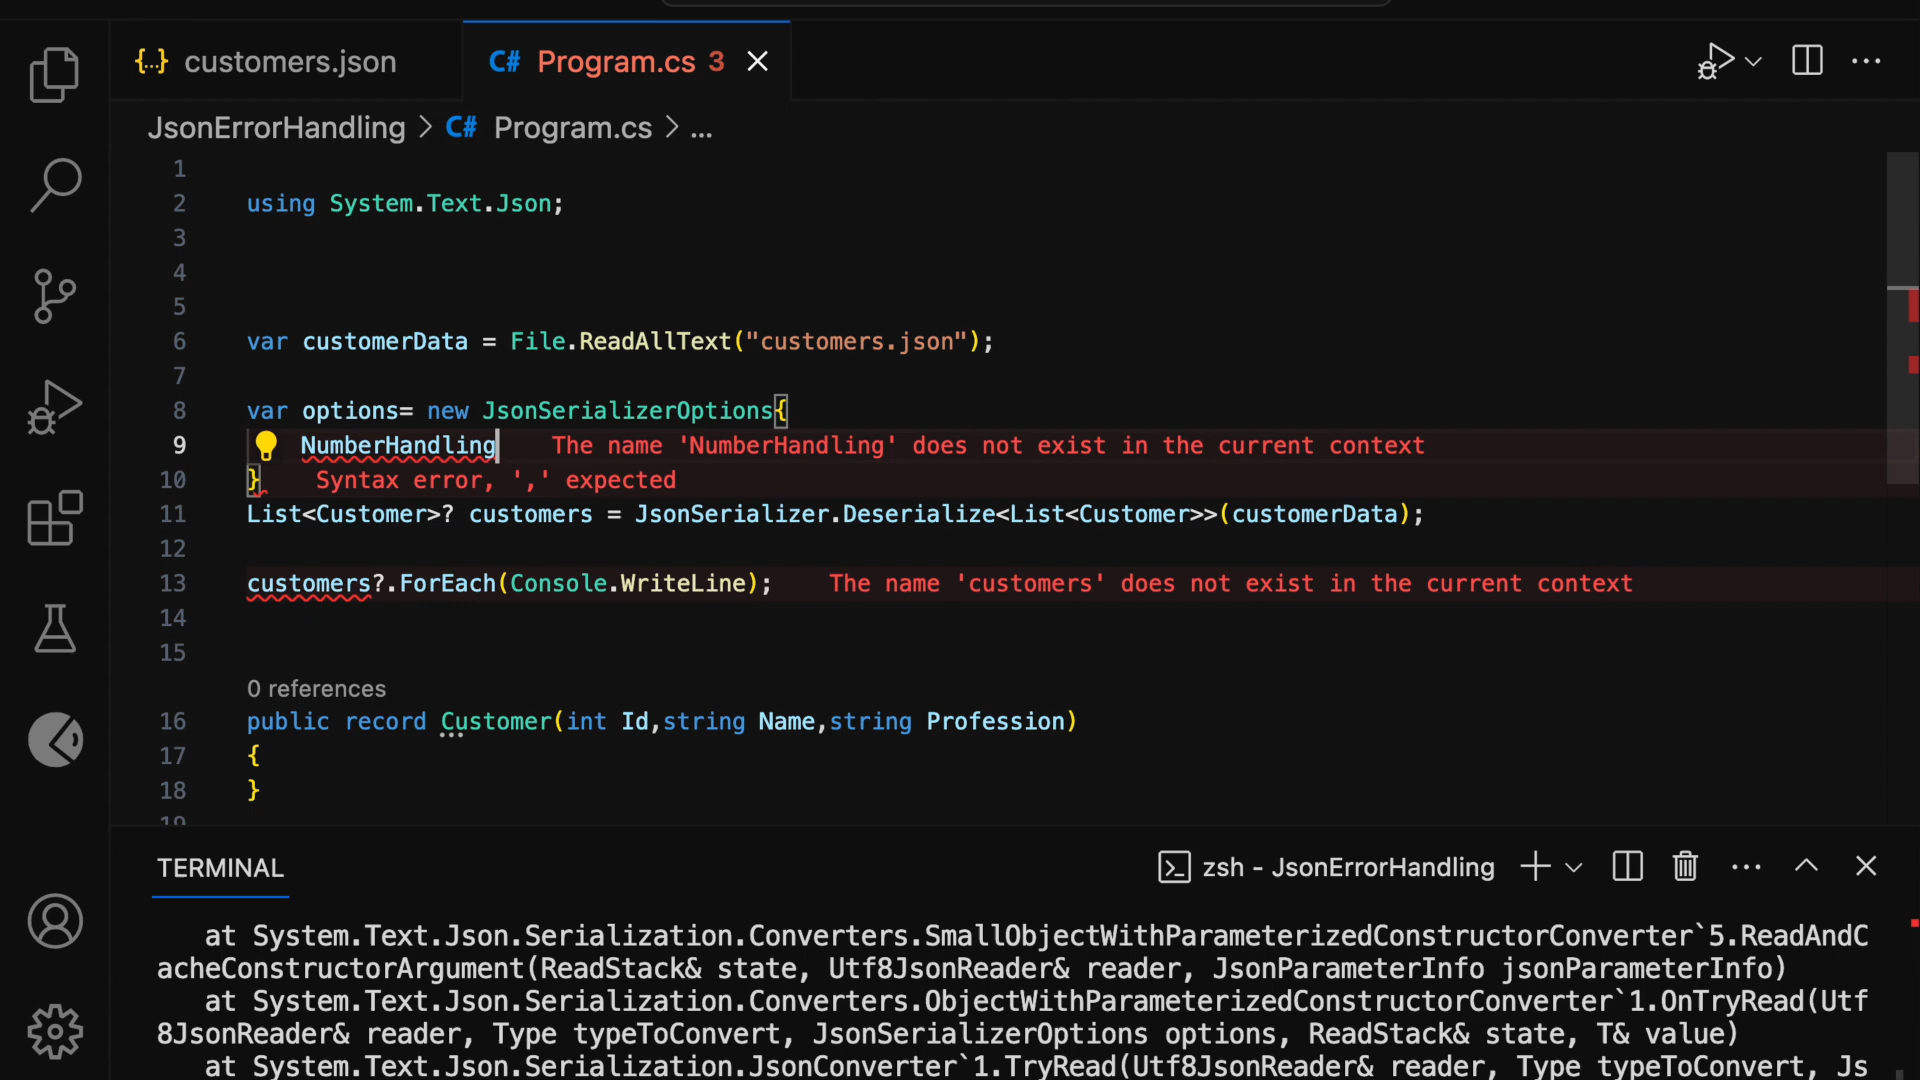 {..} customers.json C# Program.cs 3
JsonErrorHandling > C# Program.cs > ...
1
2 using System.Text.Json;
3
4
5
6 var customerData = File.ReadAllText("customers.json");
7
8 var options= new JsonSerializerOptions{
9 NumberHandling The name 'NumberHandling' does not exist in the current context
10 } Syntax error, ',' expected
11 List<Customer>? customers = JsonSerializer.Deserialize<List<Customer>>(customerData);
12
13 customers?.ForEach(Console.WriteLine); The name 'customers' does not exist in the current context
14
15
0 references
16 public record Customer(int Id,string Name,string Profession)
17 {
18 }
19
TERMINAL zsh - JsonErrorHandling
at System.Text.Json.Serialization.Converters.SmallObjectWithParameterizedConstructorConverter`5.ReadAndC
acheConstructorArgument(ReadStack& state, Utf8JsonReader& reader, JsonParameterInfo jsonParameterInfo)
at System.Text.Json.Serialization.Converters.ObjectWithParameterizedConstructorConverter`1.OnTryRead(Utf
8JsonReader& reader, Type typeToConvert, JsonSerializerOptions options, ReadStack& state, T& value)
at System.Text.Json.Serialization.JsonConverter`1.TryRead(Utf8JsonReader& reader, Type typeToConvert, Js